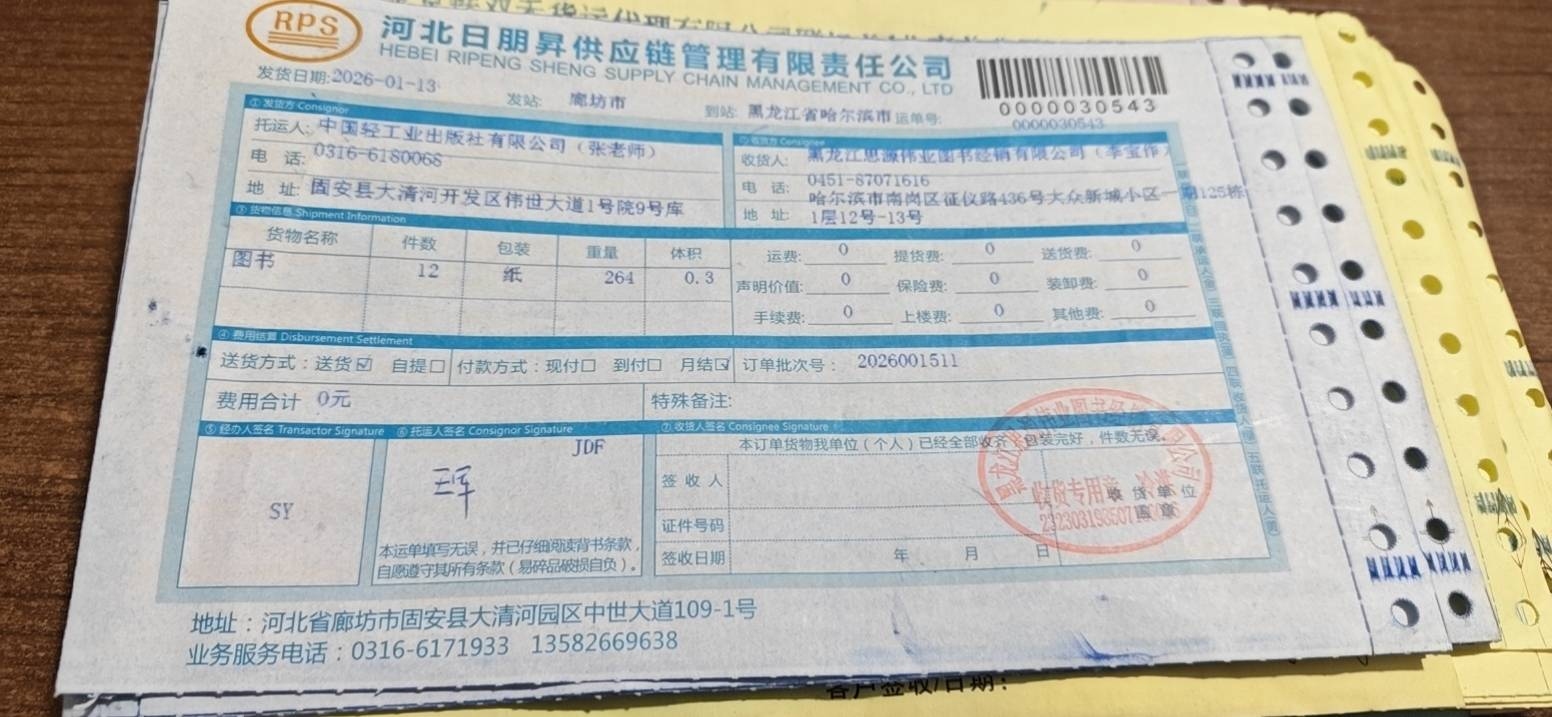 RPS
河北日朋昇供应链管理有限责任公司
HEBEI RIPENG SHENG SUPPLY CHAIN MANAGEMENT CO., LTD
0000030543
发货日期:2026-01-13 发站: 廊坊市 到站: 黑龙江省哈尔滨市 运单号: 0000030543
① 发货方 Consignor
托运人: 中国轻工业出版社有限公司（张老师）
电 话: 0316-6180068
地 址: 固安县大清河开发区伟世大道1号院9号库
② 收货方 Consignee
收货人: 黑龙江思源伟业图书经销有限公司（李宝作
电 话: 0451-87071616
地 址: 哈尔滨市南岗区征仪路436号大众新城小区一期125栋
1层12号-13号
③ 货物信息 Shipment Information
货物名称 件数 包装 重量 体积
图书 12 纸 264 0.3
运费: 0 提货费: 0 送货费: 0
声明价值: 0 保险费: 0 装卸费: 0
手续费: 0 上楼费: 0 其他费: 0
④ 费用结算 Disbursement Settlement
送货方式：送货☑ 自提□ 付款方式：现付□ 到付□ 月结☑ 订单批次号： 2026001511
费用合计 0元 特殊备注:
⑤ 经办人签名 Transactor Signature ⑥ 托运人签名 Consignor Signature ⑦ 收货人签名 Consignee Signature
SY
JDF
本运单填写无误，并已仔细阅读背书条款，
自愿遵守其所有条款（易碎品破损自负）。
本订单货物我单位（个人）已经全部收齐，包装完好，件数无误。
签 收 人
证件号码
签收日期 年 月 日
收 货 单 位
盖 章
收货专用章
地址：河北省廊坊市固安县大清河园区中世大道109-1号
业务服务电话：0316-6171933 13582669638
客户签收/日期：